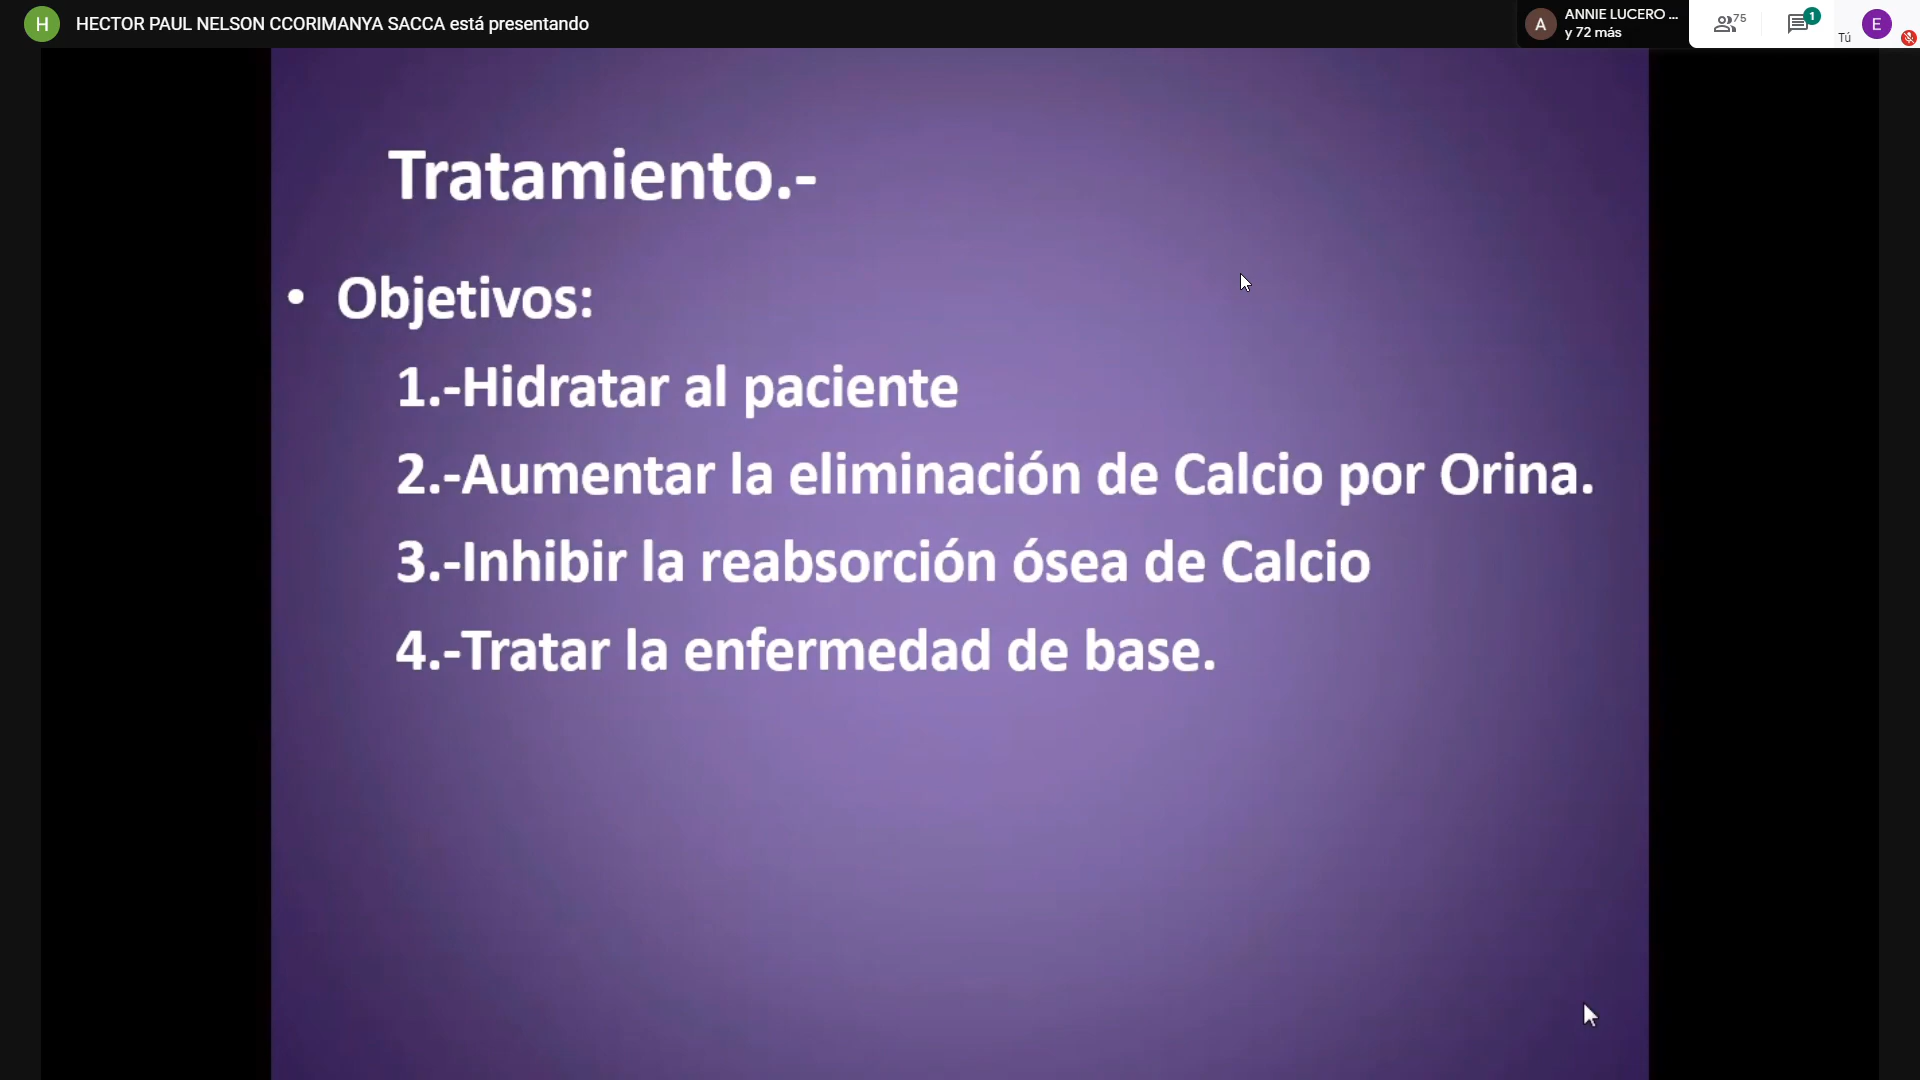 H HECTOR PAUL NELSON CCORIMANYA SACCA está presentando
A ANNIE LUCERO ...
y 72 más
75
1
Tú
E
Tratamiento.-
• Objetivos:
1.-Hidratar al paciente
2.-Aumentar la eliminación de Calcio por Orina.
3.-Inhibir la reabsorción ósea de Calcio
4.-Tratar la enfermedad de base.